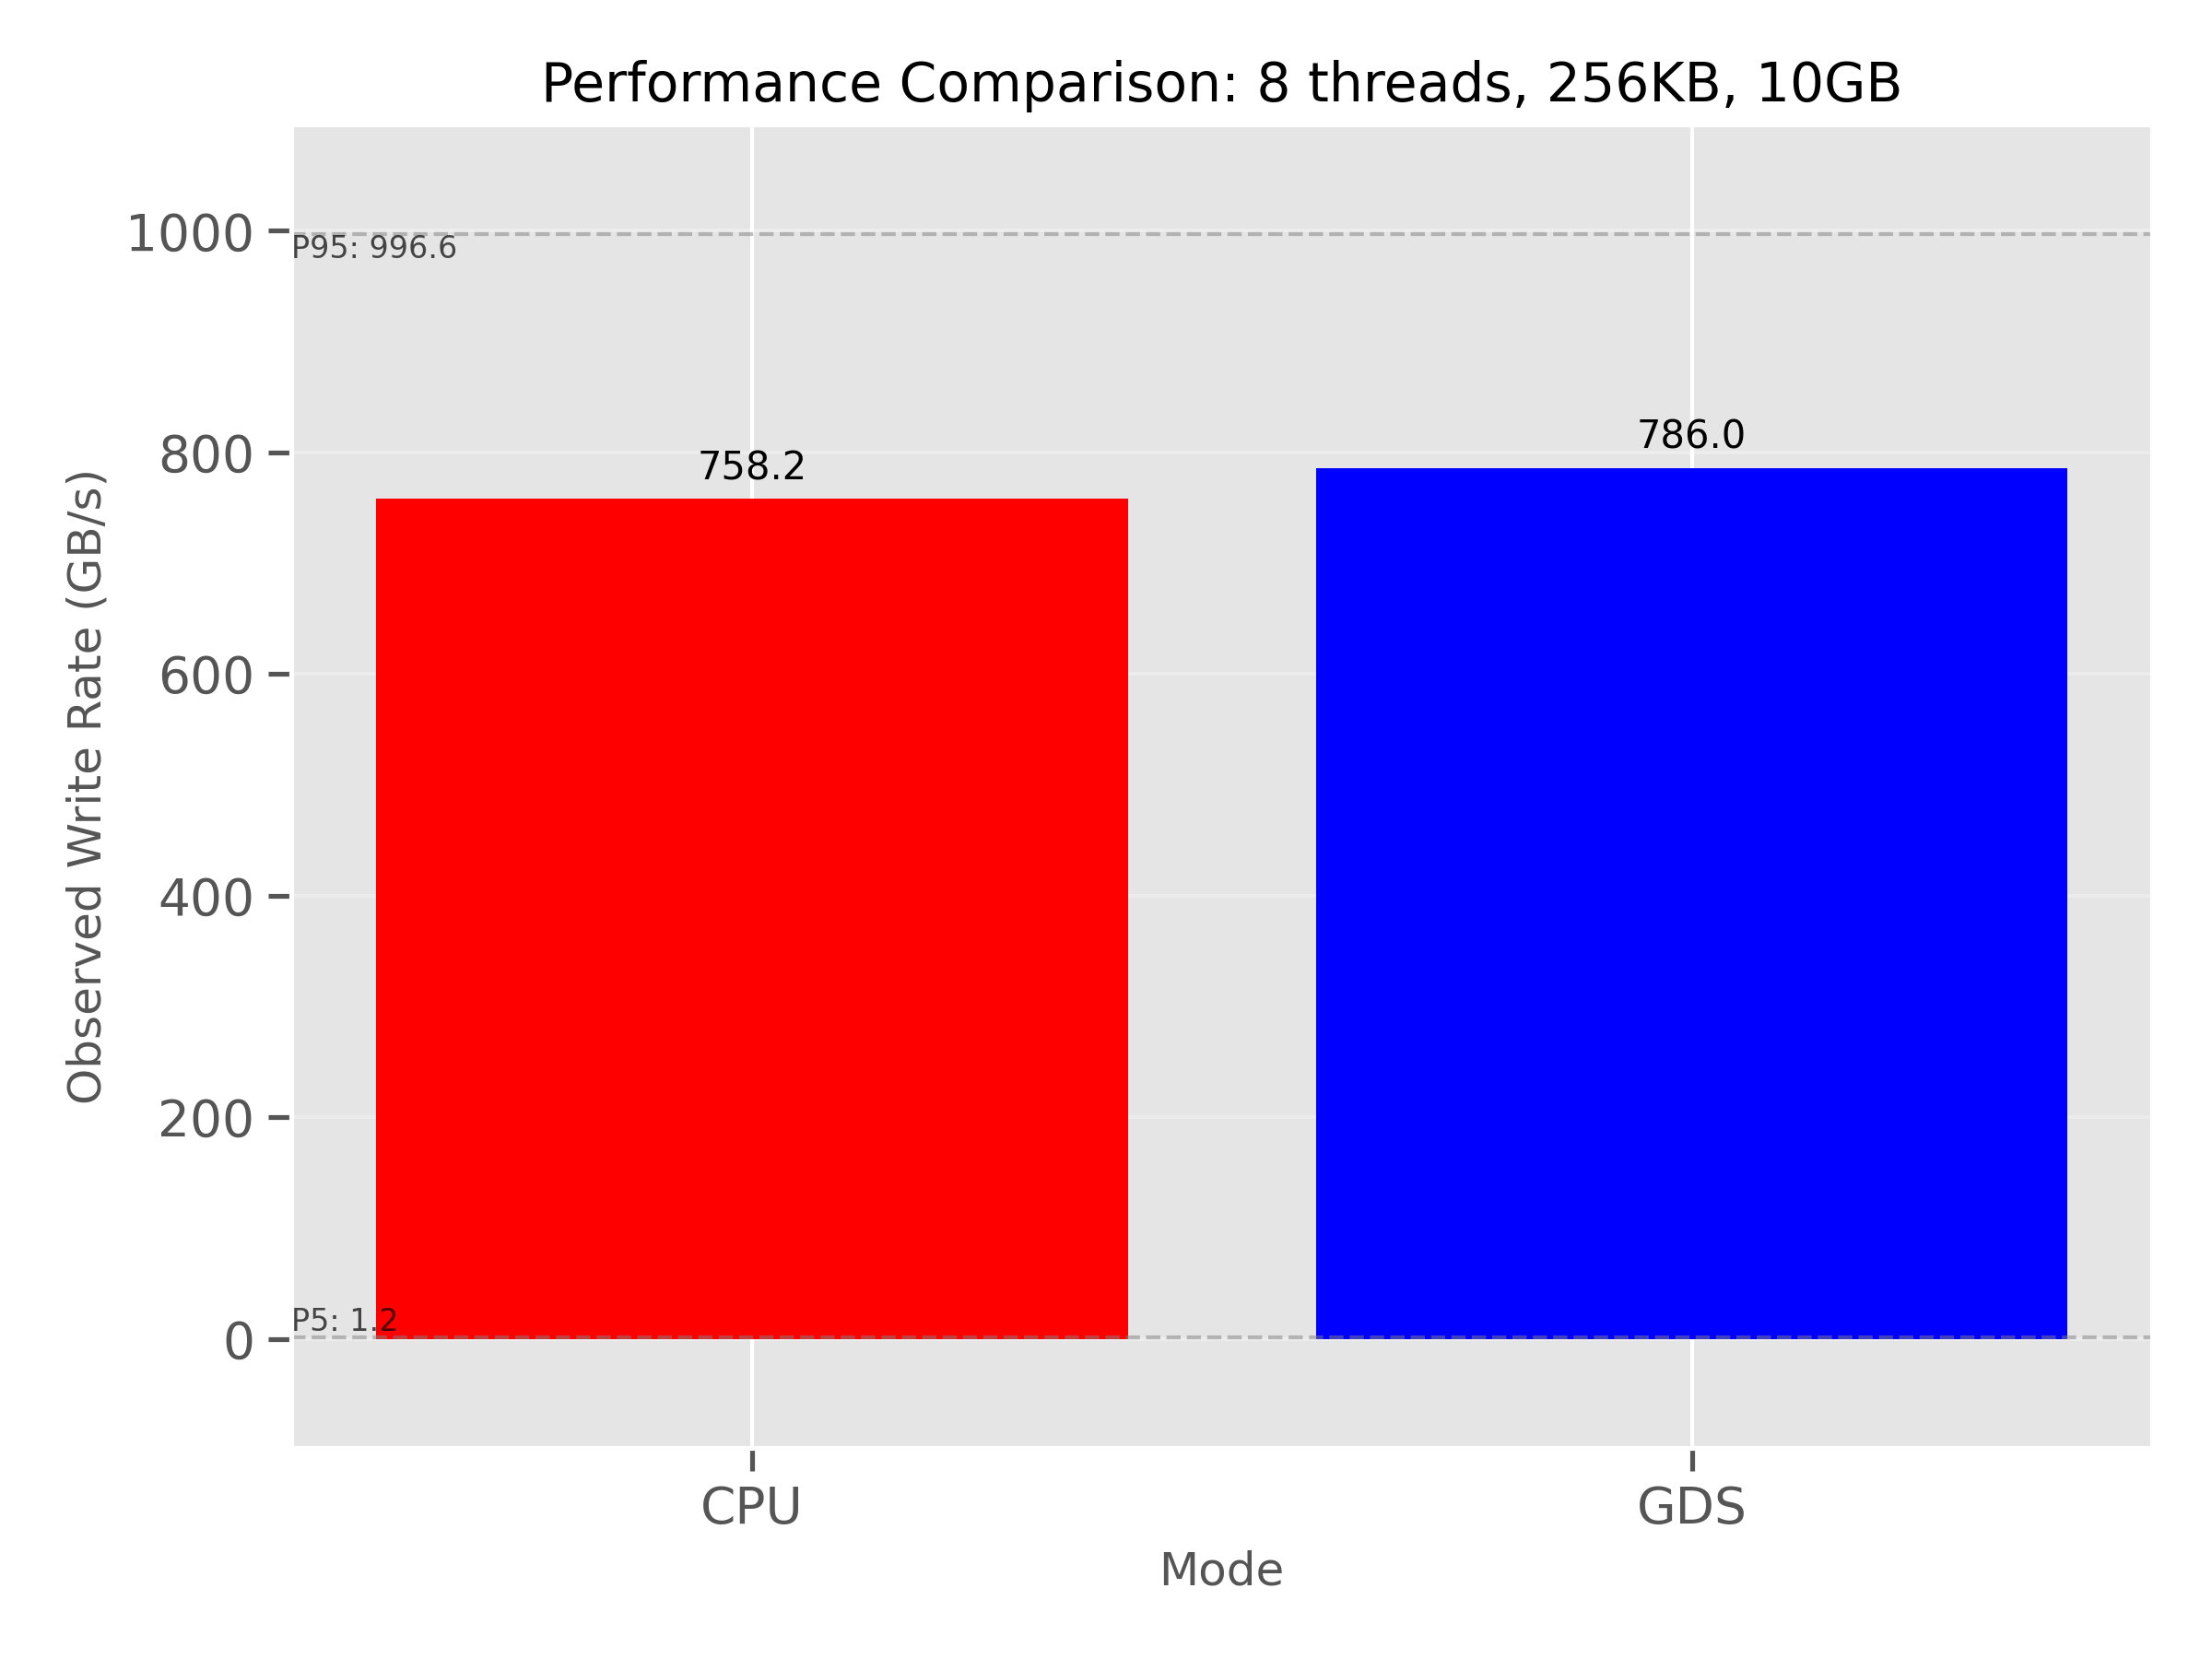 Performance Comparison: 8 threads, 256KB, 10GB
Observed Write Rate (GB/s)
1000
P95: 996.6
800
758.2
786.0
600
400
200
P5: 1.2
0
CPU
GDS
Mode